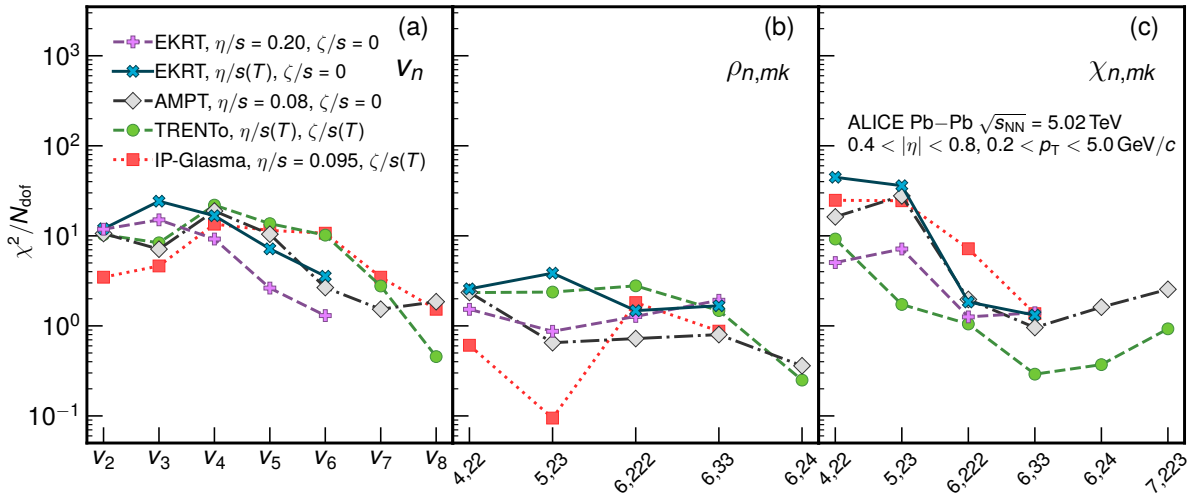 (a)
(b)
(c)
EKRT, η/s = 0.20, ζ/s = 0
EKRT, η/s(T), ζ/s = 0
AMPT, η/s = 0.08, ζ/s = 0
TRENTo, η/s(T), ζ/s(T)
IP-Glasma, η/s = 0.095, ζ/s(T)
vₙ
ρₙ,ₘₖ
χₙ,ₘₖ
ALICE Pb−Pb √sNN = 5.02 TeV
0.4 < |η| < 0.8, 0.2 < pT < 5.0 GeV/c
χ²/Ndof
10³
10²
10¹
10⁰
10⁻¹
v₂ v₃ v₄ v₅ v₆ v₇ v₈
4,22 5,23 6,222 6,33 6,24
4,22 5,23 6,222 6,33 6,24 7,223